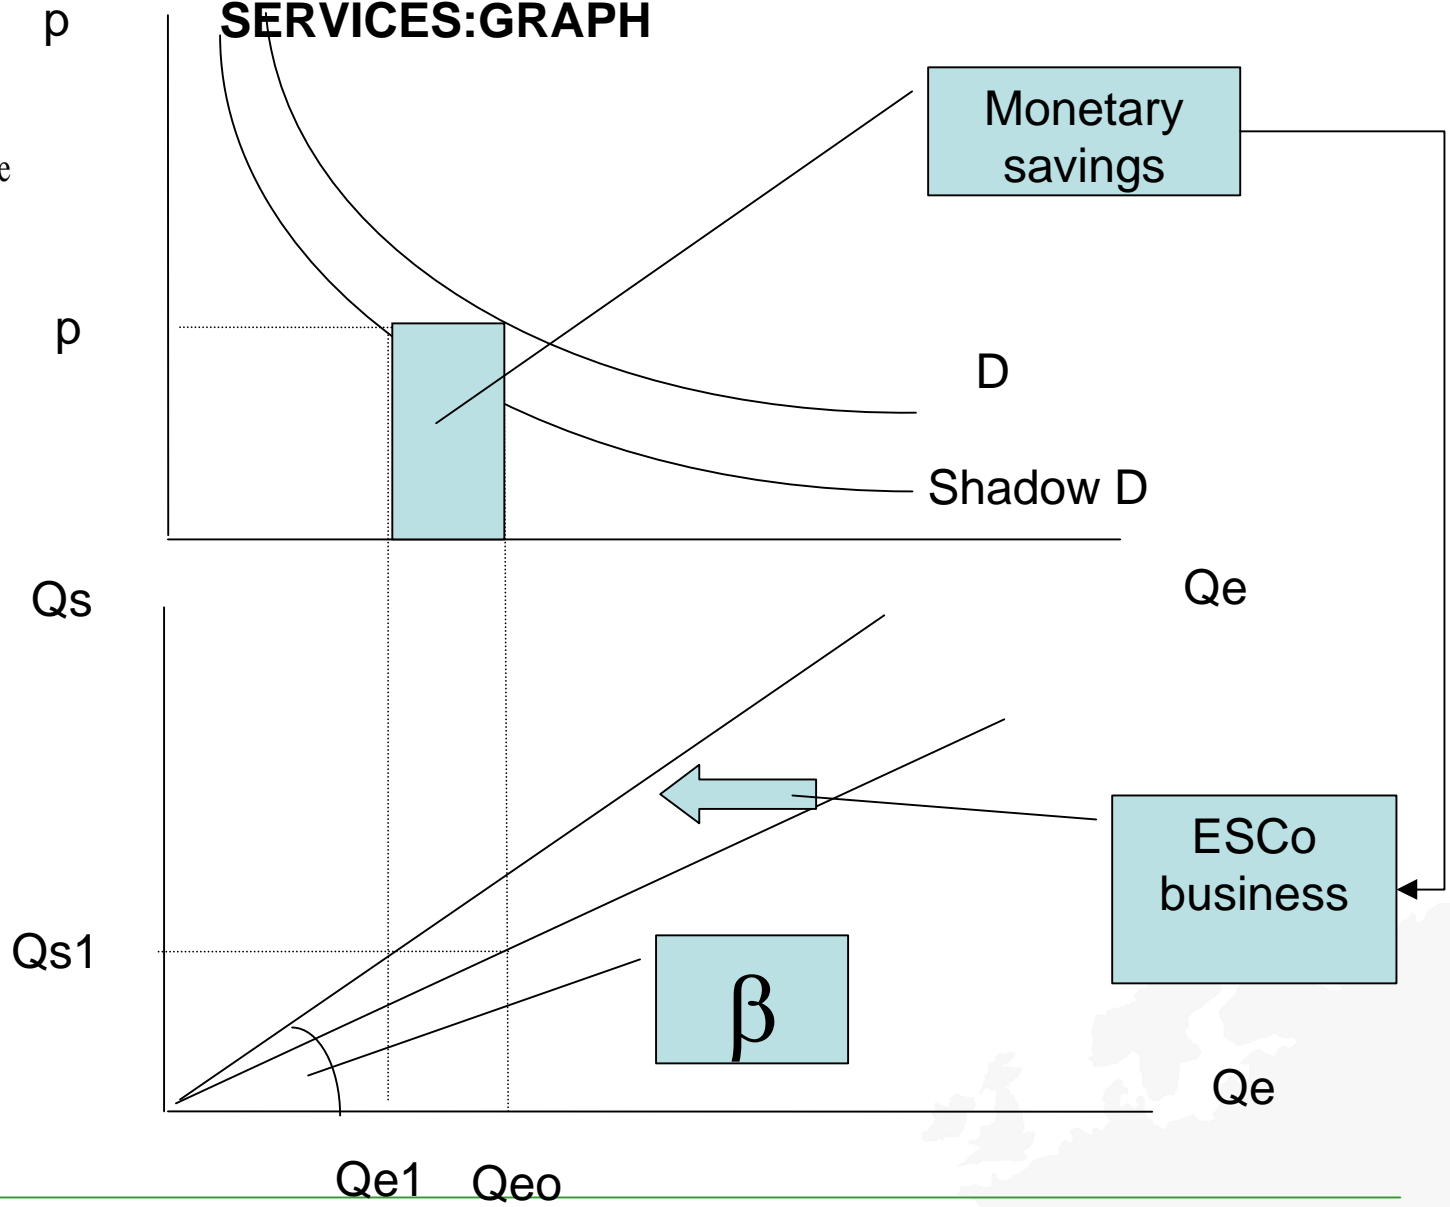 p
SERVICES:GRAPH
Monetary
savings
e
p
D
Shadow D
Qe
Qs
ESCo
business
Qs1
β
Qe
Qe1
Qeo